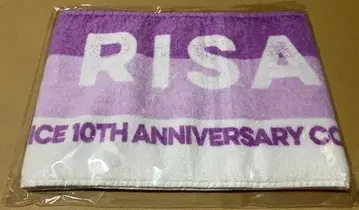 RISA
ICE 10TH ANNIVERSARY CO